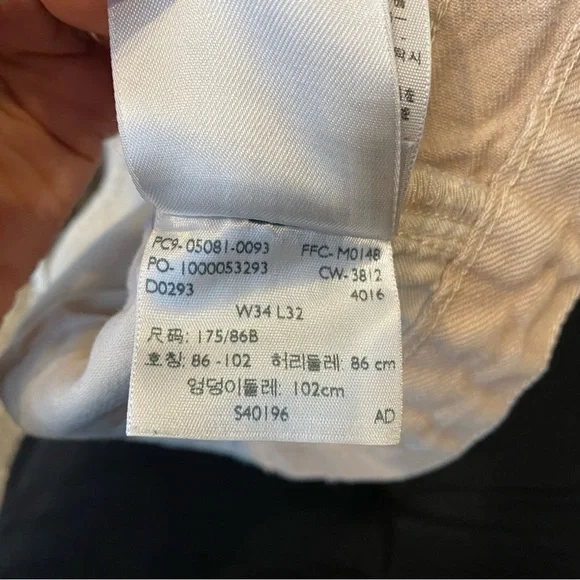 PC9- 05081-0093 FFC- M0148
PO- 1000053293 CW- 3812
D0293 4016
W34 L32
尺码: 175/86B
호칭: 86 -102 허리둘레: 86 cm
엉덩이둘레: 102cm
S40196 AD